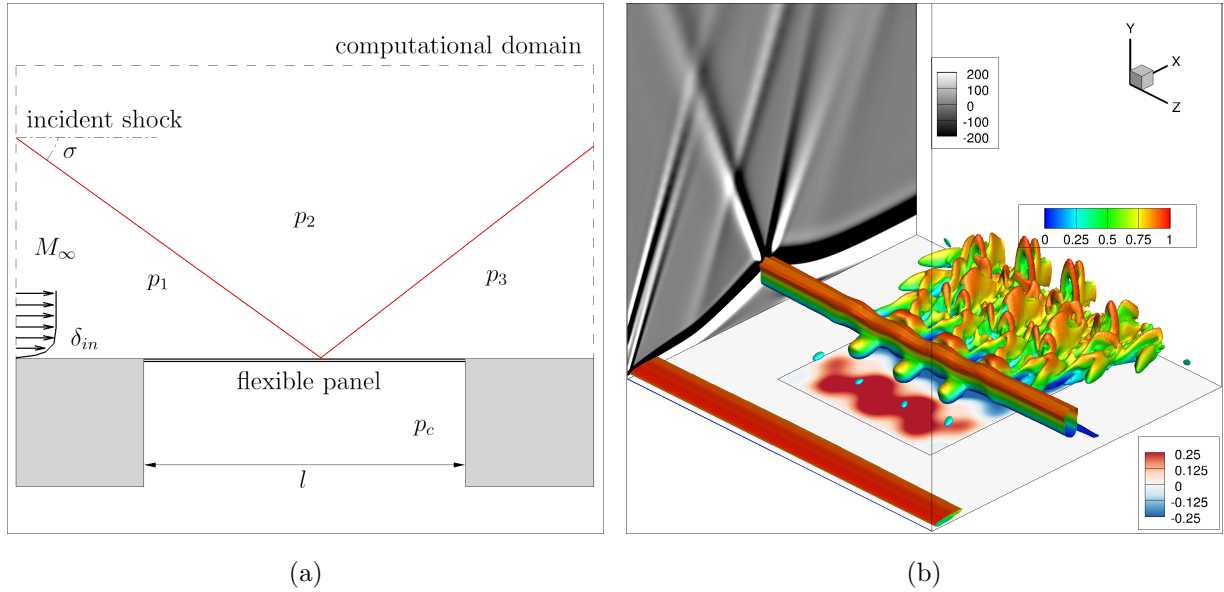 computational domain
incident shock
σ
p₂
M∞
p₁
p₃
δᵢₙ
flexible panel
p_c
l
(a)
200
100
0
-100
-200
Y
X
Z
0 0.25 0.5 0.75 1
0.25
0.125
0
-0.125
-0.25
(b)